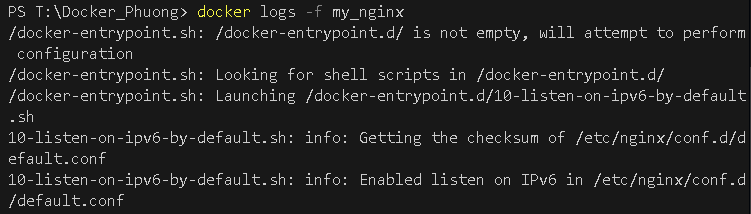 PS T:\Docker_Phuong> docker logs -f my_nginx
/docker-entrypoint.sh: /docker-entrypoint.d/ is not empty, will attempt to perform
 configuration
/docker-entrypoint.sh: Looking for shell scripts in /docker-entrypoint.d/
/docker-entrypoint.sh: Launching /docker-entrypoint.d/10-listen-on-ipv6-by-default
.sh
10-listen-on-ipv6-by-default.sh: info: Getting the checksum of /etc/nginx/conf.d/d
efault.conf
10-listen-on-ipv6-by-default.sh: info: Enabled listen on IPv6 in /etc/nginx/conf.d
/default.conf